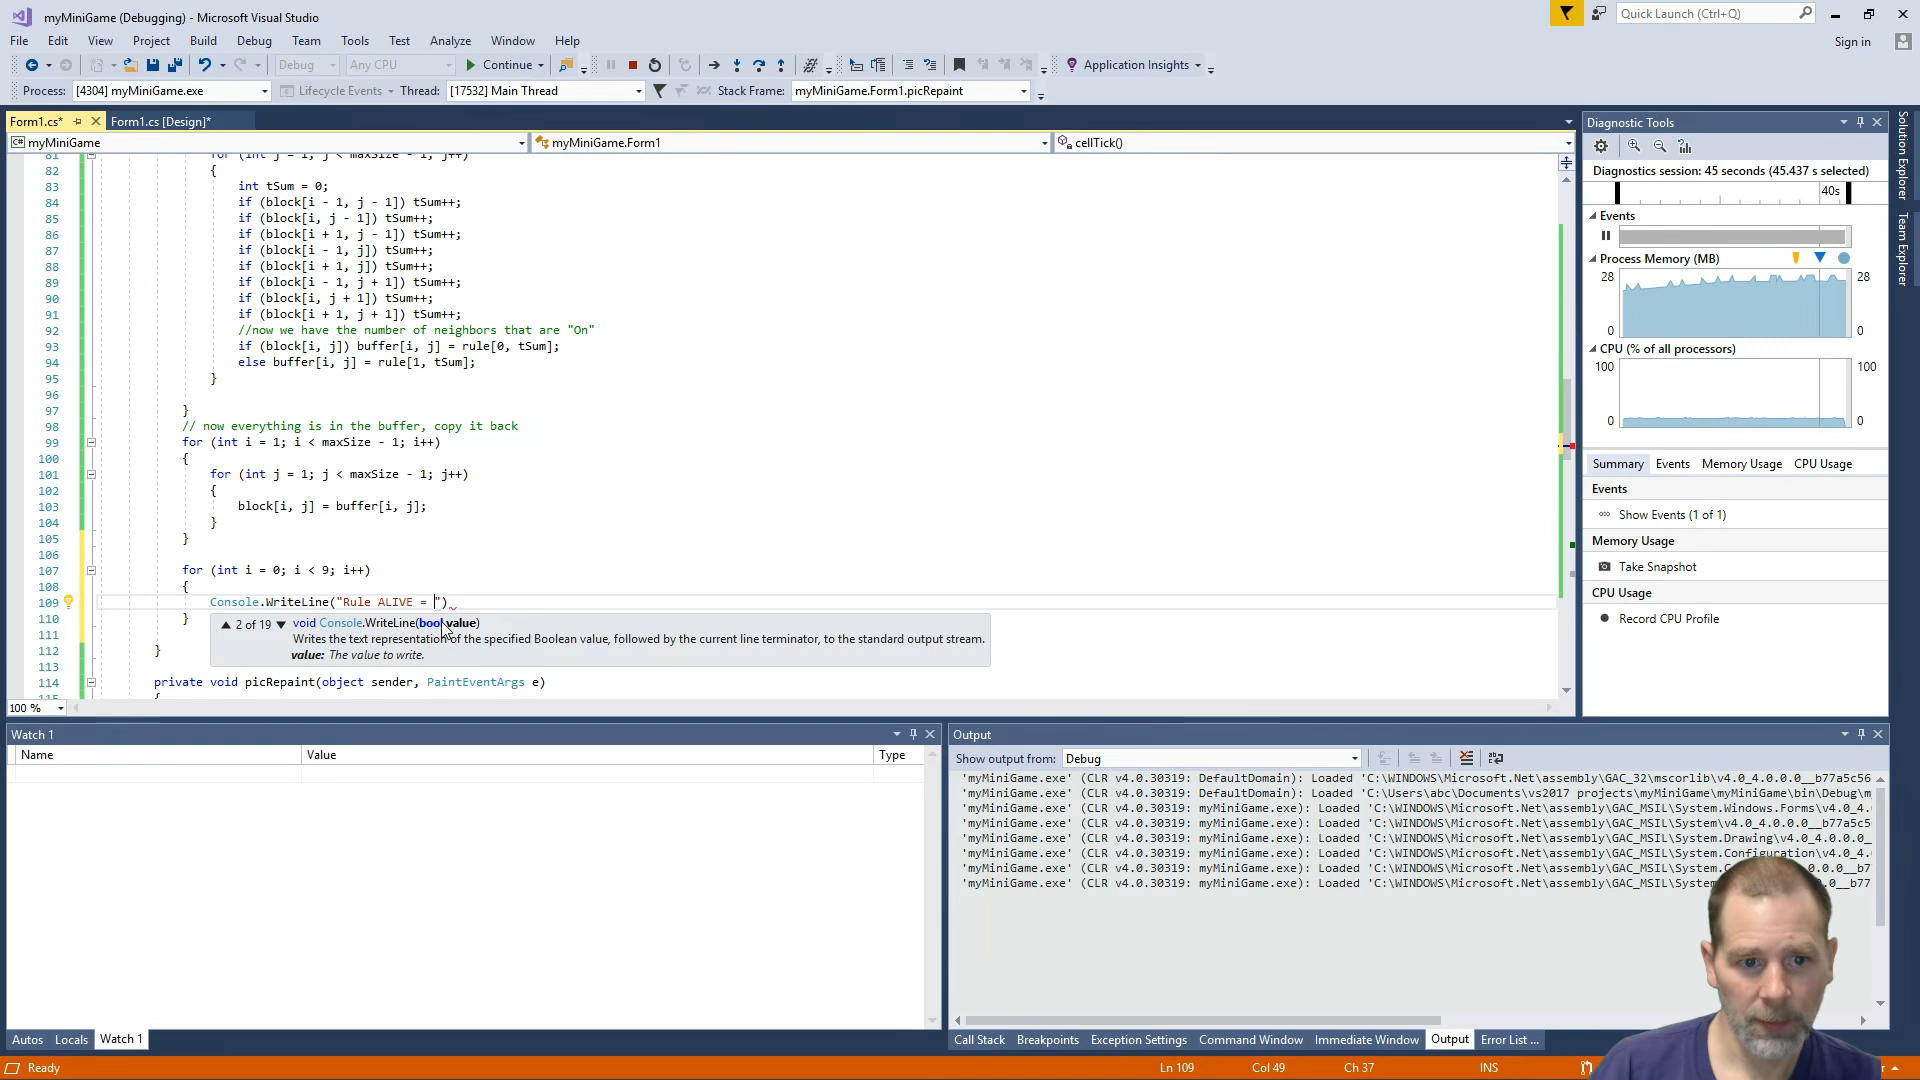 myMiniGame (Debugging) - Microsoft Visual Studio
Quick Launch (Ctrl+Q)
File Edit View Project Build Debug Team Tools Test Analyze Window Help
Sign in
Debug Any CPU Continue Application Insights
Process: [4304] myMiniGame.exe Lifecycle Events Thread: [17532] Main Thread Stack Frame: myMiniGame.Form1.picRepaint
Form1.cs* Form1.cs [Design]*
myMiniGame myMiniGame.Form1 cellTick()
81 for (int j = 1; j < maxSize - 1; j++)
82 {
83 int tSum = 0;
84 if (block[i - 1, j - 1]) tSum++;
85 if (block[i, j - 1]) tSum++;
86 if (block[i + 1, j - 1]) tSum++;
87 if (block[i - 1, j]) tSum++;
88 if (block[i + 1, j]) tSum++;
89 if (block[i - 1, j + 1]) tSum++;
90 if (block[i, j + 1]) tSum++;
91 if (block[i + 1, j + 1]) tSum++;
92 //now we have the number of neighbors that are "On"
93 if (block[i, j]) buffer[i, j] = rule[0, tSum];
94 else buffer[i, j] = rule[1, tSum];
95 }
96
97 }
98 // now everything is in the buffer, copy it back
99 for (int i = 1; i < maxSize - 1; i++)
100 {
101 for (int j = 1; j < maxSize - 1; j++)
102 {
103 block[i, j] = buffer[i, j];
104 }
105 }
106
107 for (int i = 0; i < 9; i++)
108 {
109 Console.WriteLine("Rule ALIVE = ")
110 }
111
112 }
113
114 private void picRepaint(object sender, PaintEventArgs e)
115 {
2 of 19 void Console.WriteLine(bool value)
Writes the text representation of the specified Boolean value, followed by the current line terminator, to the standard output stream.
value: The value to write.
100 %
Diagnostic Tools
Diagnostics session: 45 seconds (45.437 s selected)
40s
Events
Process Memory (MB)
28 28
0 0
CPU (% of all processors)
100 100
0 0
Summary Events Memory Usage CPU Usage
Events
Show Events (1 of 1)
Memory Usage
Take Snapshot
CPU Usage
Record CPU Profile
Solution Explorer
Team Explorer
Watch 1
Name Value Type
Autos Locals Watch 1
Output
Show output from: Debug
'myMiniGame.exe' (CLR v4.0.30319: DefaultDomain): Loaded 'C:\WINDOWS\Microsoft.Net\assembly\GAC_32\mscorlib\v4.0_4.0.0.0__b77a5c56
'myMiniGame.exe' (CLR v4.0.30319: DefaultDomain): Loaded 'C:\Users\abc\Documents\vs2017 projects\myMiniGame\myMiniGame\bin\Debug\m
'myMiniGame.exe' (CLR v4.0.30319: myMiniGame.exe): Loaded 'C:\WINDOWS\Microsoft.Net\assembly\GAC_MSIL\System.Windows.Forms\v4.0_4.
'myMiniGame.exe' (CLR v4.0.30319: myMiniGame.exe): Loaded 'C:\WINDOWS\Microsoft.Net\assembly\GAC_MSIL\System\v4.0_4.0.0.0__b77a5c5
'myMiniGame.exe' (CLR v4.0.30319: myMiniGame.exe): Loaded 'C:\WINDOWS\Microsoft.Net\assembly\GAC_MSIL\System.Drawing\v4.0_4.0.0.0_
'myMiniGame.exe' (CLR v4.0.30319: myMiniGame.exe): Loaded 'C:\WINDOWS\Microsoft.Net\assembly\GAC_MSIL\System.Configuration\v4.0_4.
'myMiniGame.exe' (CLR v4.0.30319: myMiniGame.exe): Loaded 'C:\WINDOWS\Microsoft.Net\assembly\GAC_MSIL\System.C .0.0__b7
'myMiniGame.exe' (CLR v4.0.30319: myMiniGame.exe): Loaded 'C:\WINDOWS\Microsoft.Net\assembly\GAC_MSIL\System 0__b77
Call Stack Breakpoints Exception Settings Command Window Immediate Window Output Error List ...
Ready Ln 109 Col 49 Ch 37 INS